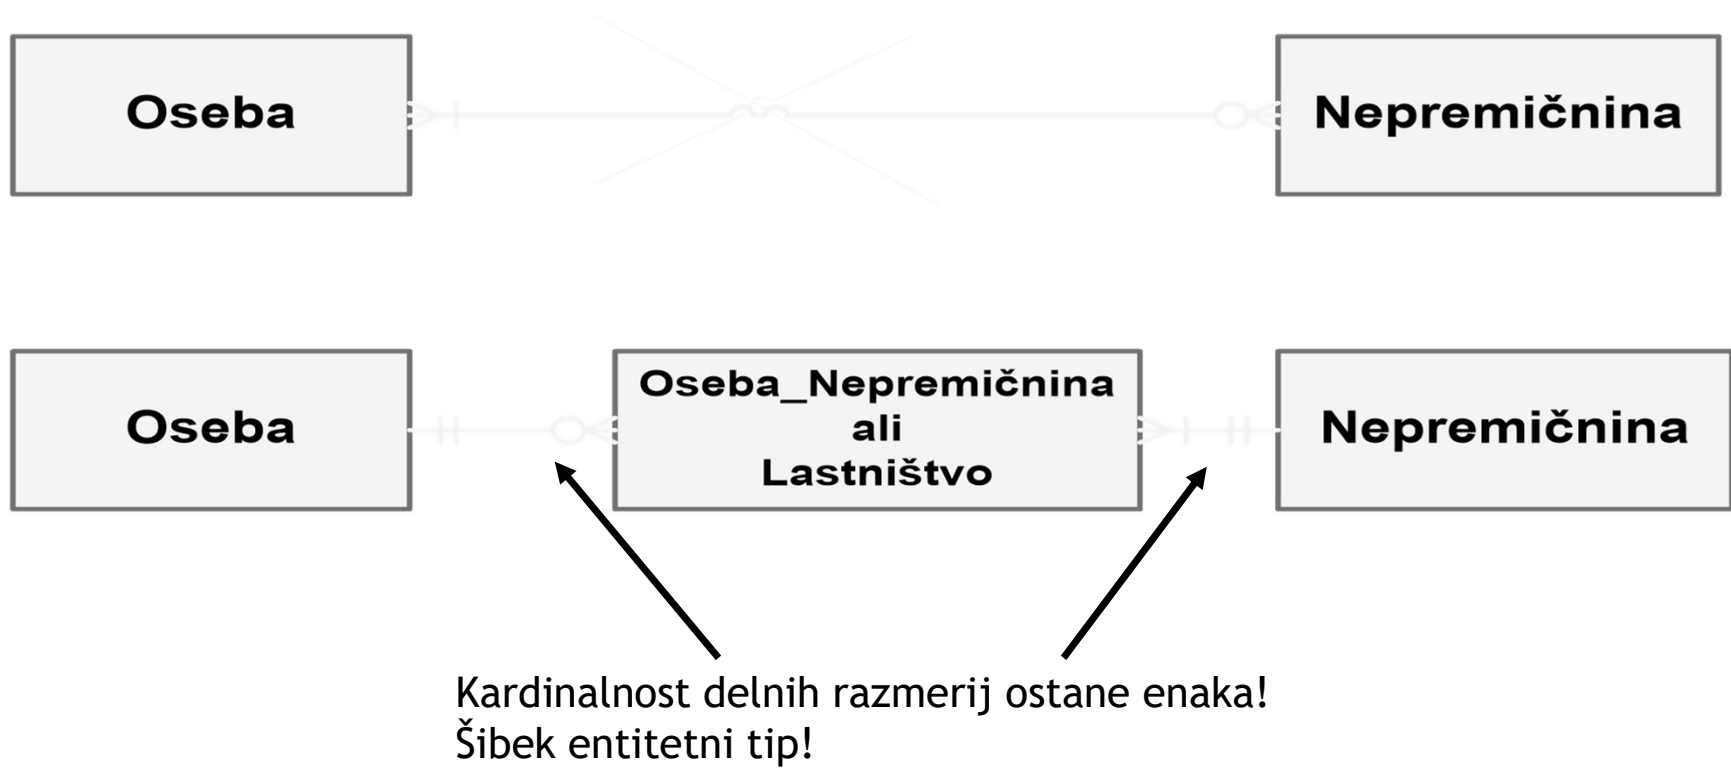 Oseba
Nepremičnina
Oseba
Oseba_Nepremičnina
ali
Lastništvo
Nepremičnina
Kardinalnost delnih razmerij ostane enaka!
Šibek entitetni tip!